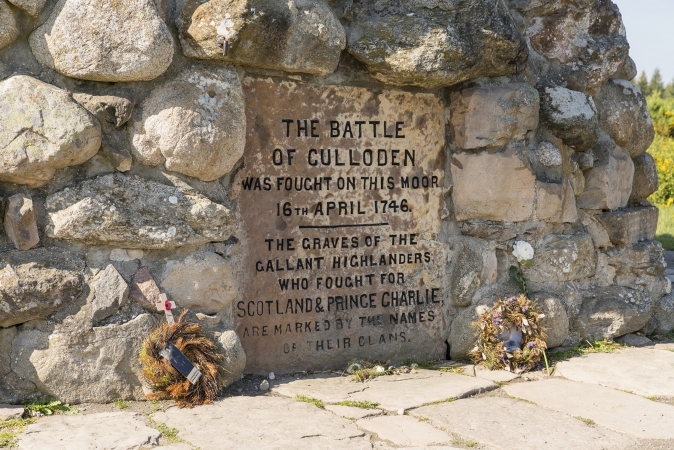 THE BATTLE
OF CULLODEN
WAS FOUGHT ON THIS MOOR
16TH APRIL 1746.
THE GRAVES OF THE
GALLANT HIGHLANDERS
WHO FOUGHT FOR
SCOTLAND & PRINCE CHARLIE,
ARE MARKED BY THE NAMES
OF THEIR CLANS.